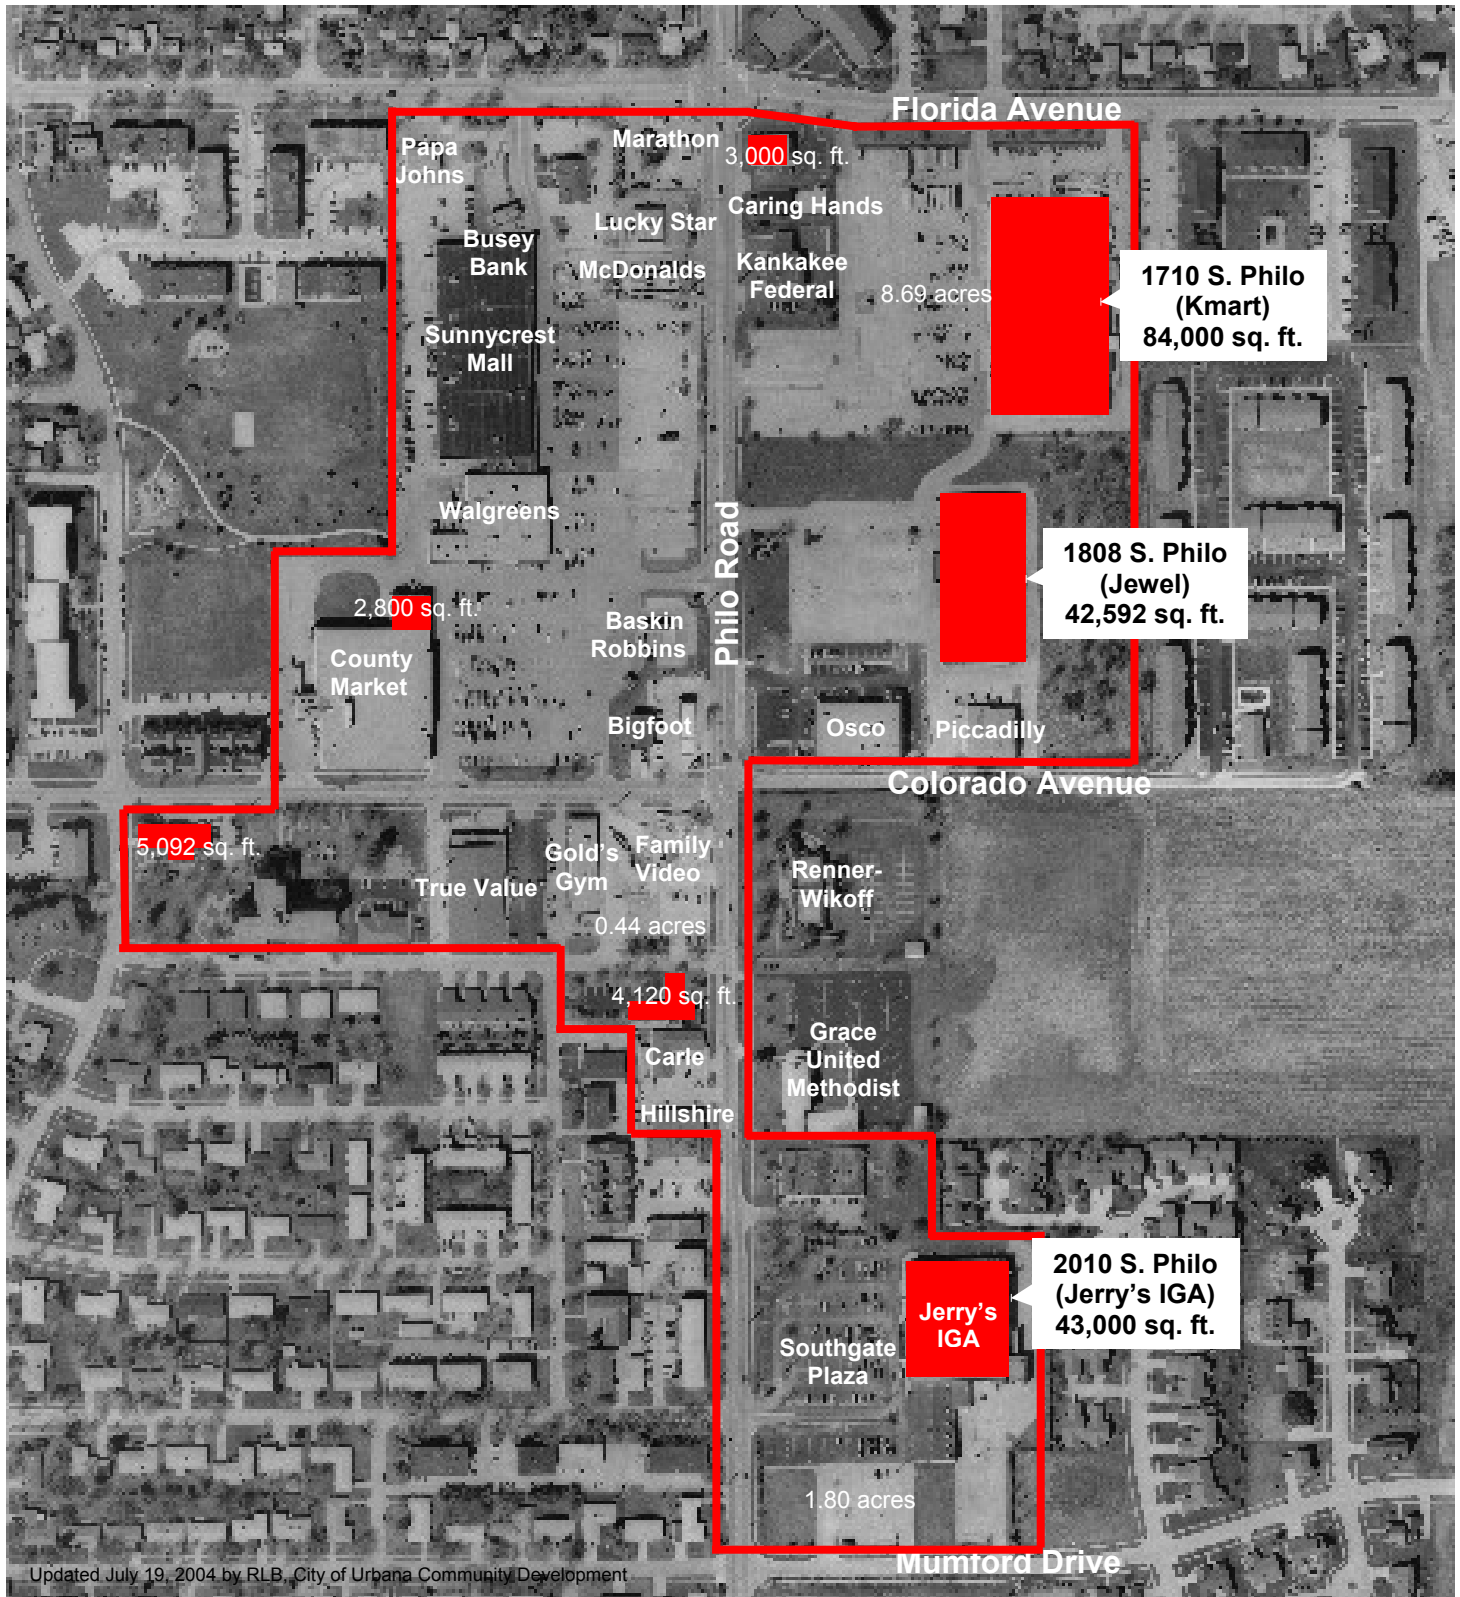 Florida Avenue
Papa
Johns
Marathon
3,000 sq. ft.
Caring Hands
Lucky Star
Busey
Bank
McDonalds
Kankakee
Federal
8.69 acres
1710 S. Philo
(Kmart)
84,000 sq. ft.
Sunnycrest
Mall
Walgreens
Philo Road
1808 S. Philo
(Jewel)
42,592 sq. ft.
2,800 sq. ft.
Baskin
Robbins
County
Market
Bigfoot
Osco
Piccadilly
Colorado Avenue
5,092 sq. ft.
True Value
Gold's
Gym
Family
Video
Renner-
Wikoff
0.44 acres
4,120 sq. ft.
Carle
Grace
United
Methodist
Hillshire
2010 S. Philo
(Jerry's IGA)
43,000 sq. ft.
Jerry's
IGA
Southgate
Plaza
1.80 acres
Mumford Drive
Updated July 19, 2004 by RLB, City of Urbana Community Development